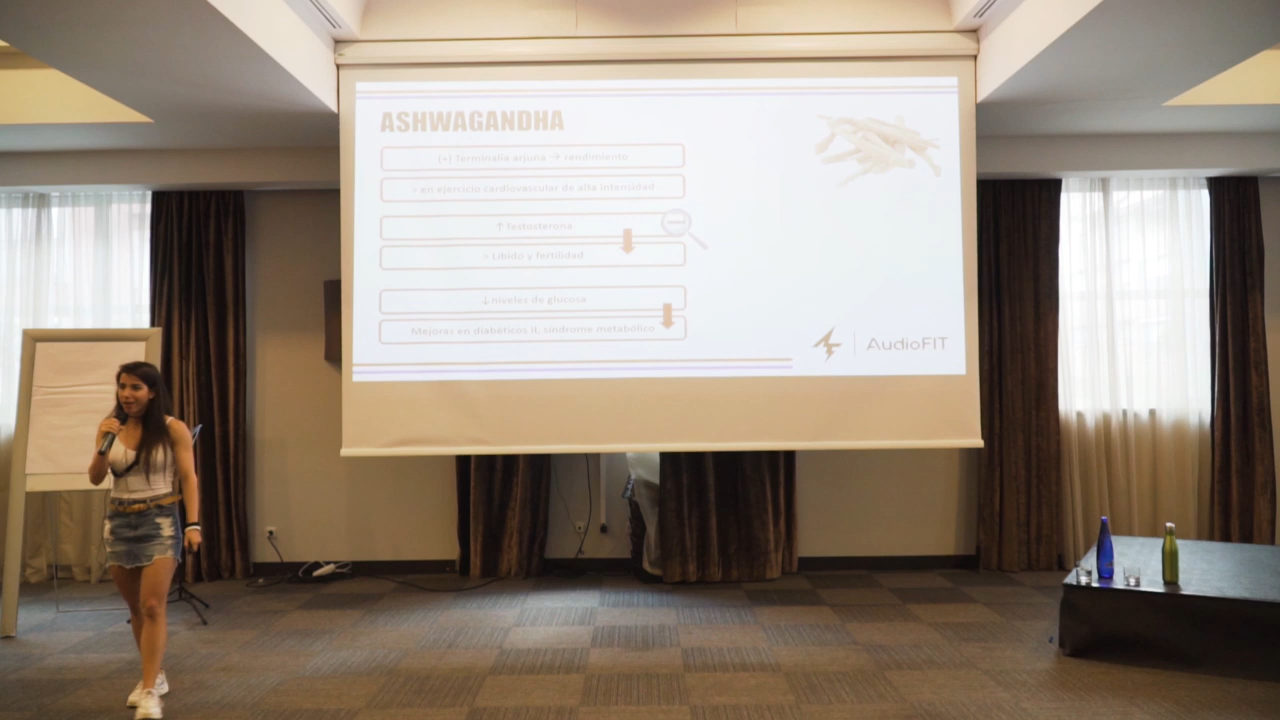 ASHWAGANDHA
(+) Terminalia arjuna → rendimiento
> en ejercicio cardiovascular de alta intensidad
↑ Testosterona
> Libido y fertilidad
↓niveles de glucosa
Mejoras en diabéticos II, síndrome metabólico
AudioFIT